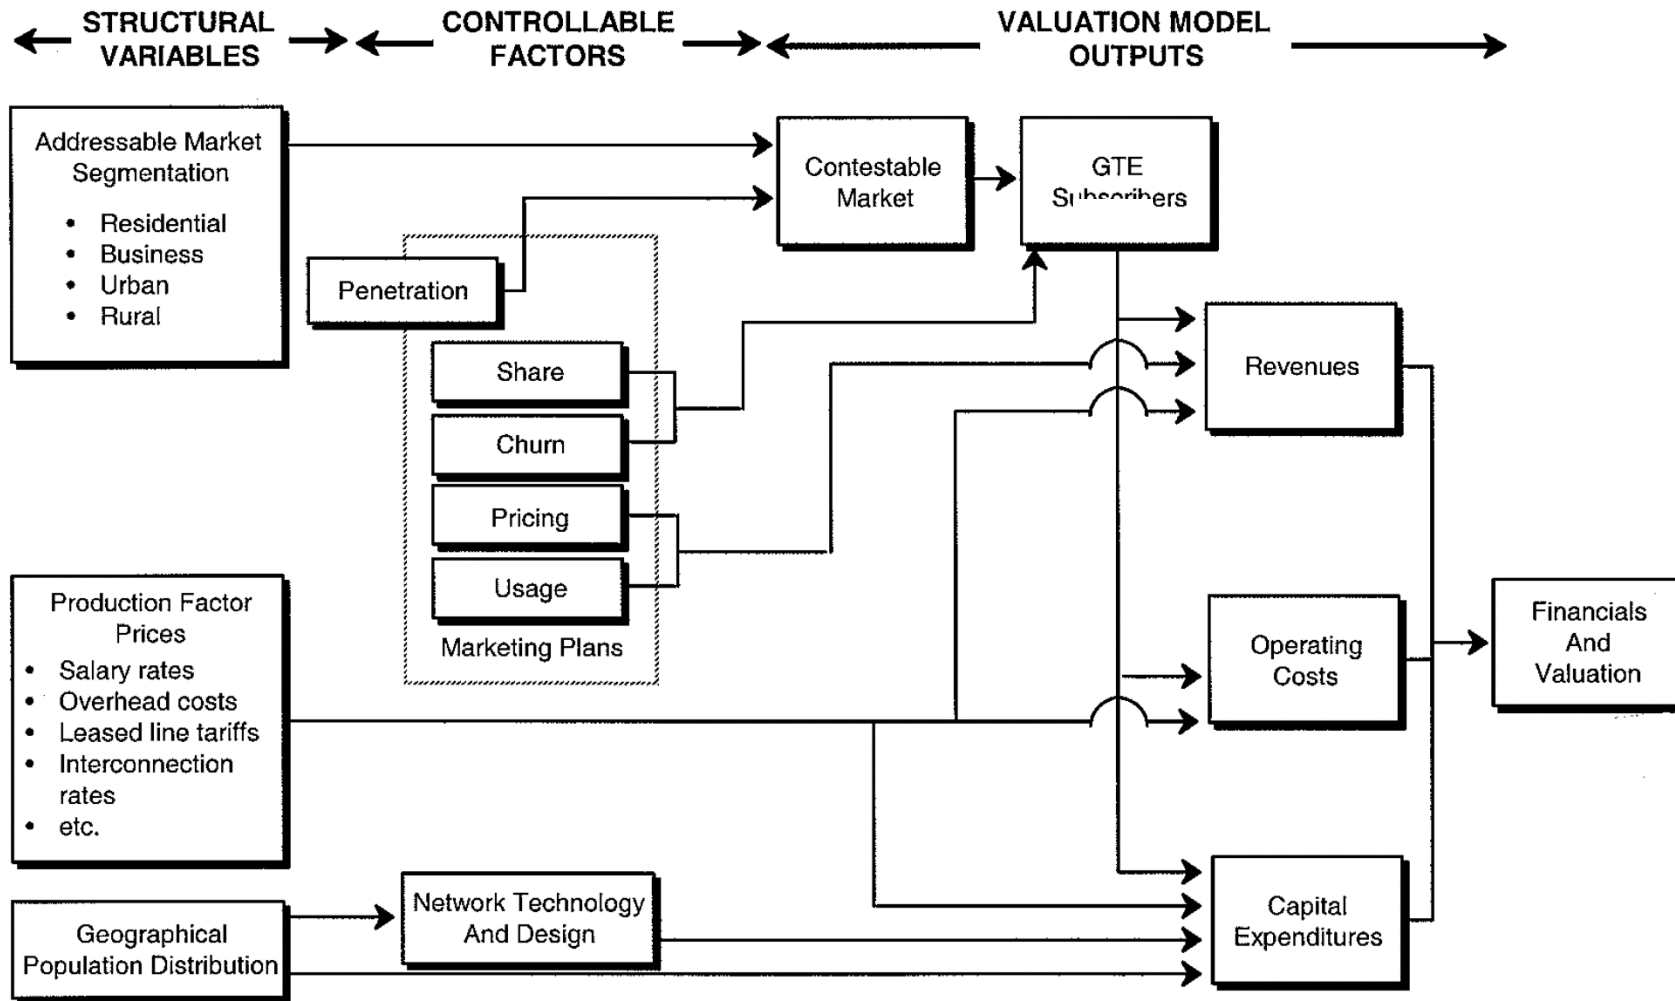 STRUCTURAL
VARIABLES
CONTROLLABLE
FACTORS
VALUATION MODEL
OUTPUTS
Addressable Market
Segmentation
• Residential
• Business
• Urban
• Rural
Penetration
Share
Churn
Pricing
Usage
Marketing Plans
Contestable
Market
GTE
Subscribers
Revenues
Production Factor
Prices
• Salary rates
• Overhead costs
• Leased line tariffs
• Interconnection
rates
• etc.
Operating
Costs
Financials
And
Valuation
Geographical
Population Distribution
Network Technology
And Design
Capital
Expenditures